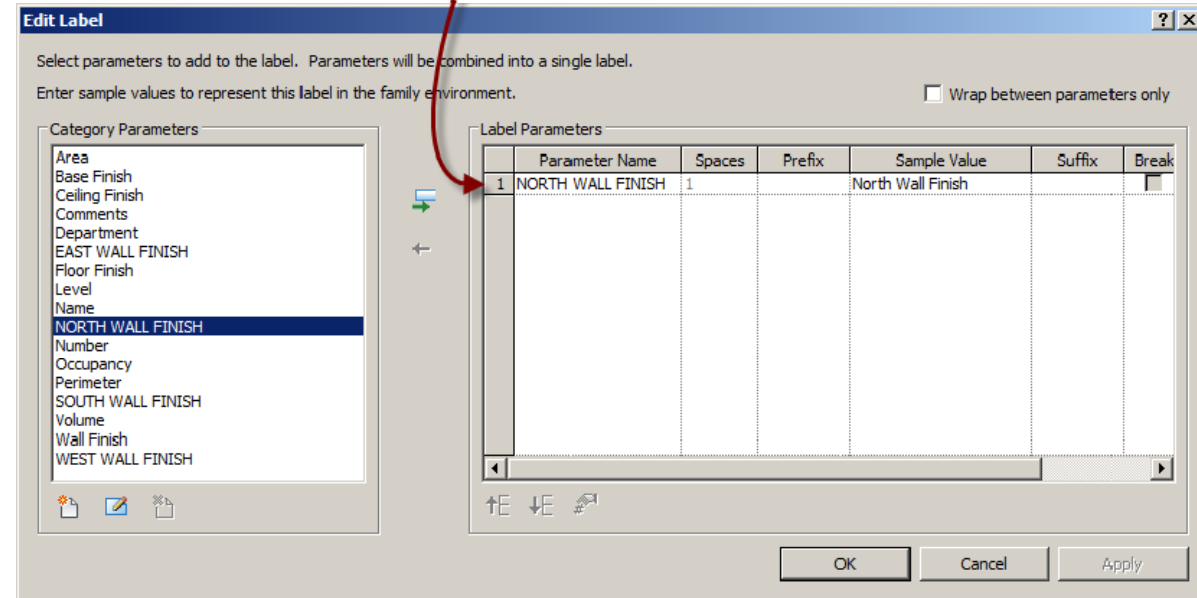 Edit Label
Select parameters to add to the label. Parameters will be combined into a single label.
Enter sample values to represent this label in the family environment.
Wrap between parameters only
Category Parameters
Area
Base Finish
Ceiling Finish
Comments
Department
EAST WALL FINISH
Floor Finish
Level
Name
NORTH WALL FINISH
Number
Occupancy
Perimeter
SOUTH WALL FINISH
Volume
Wall Finish
WEST WALL FINISH
Label Parameters
Parameter Name Spaces Prefix Sample Value Suffix Break
1 NORTH WALL FINISH 1 North Wall Finish
OK Cancel Apply